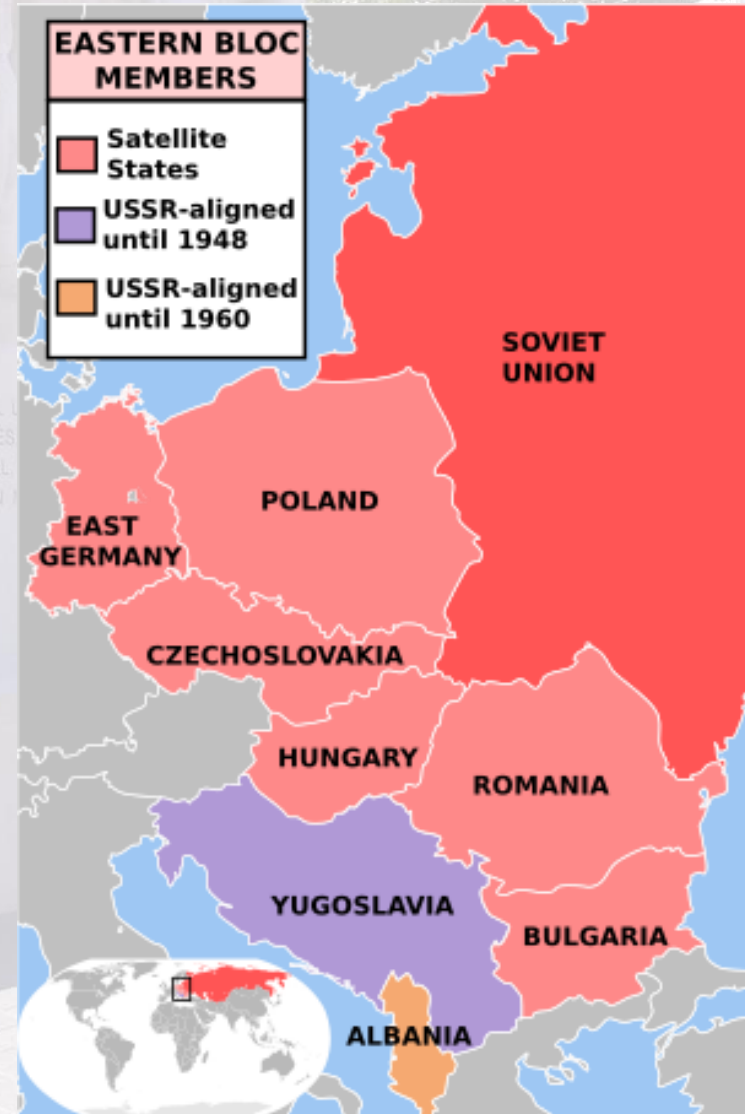 EASTERN BLOC
MEMBERS
Satellite
States
USSR-aligned
until 1948
USSR-aligned
until 1960
SOVIET
UNION
POLAND
EAST
GERMANY
CZECHOSLOVAKIA
HUNGARY
ROMANIA
YUGOSLAVIA
BULGARIA
ALBANIA